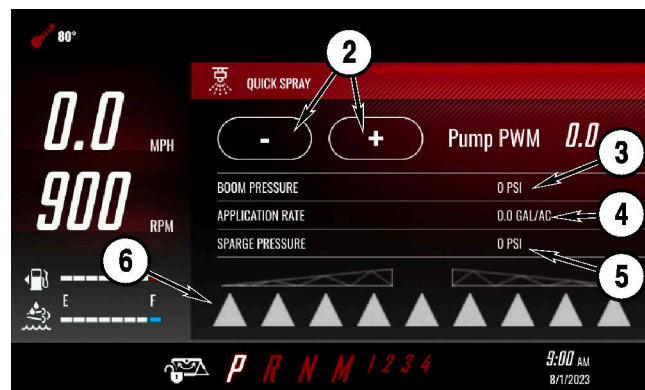 80°
2
QUICK SPRAY
0.0 MPH
- + Pump PWM 0.0
3
BOOM PRESSURE 0 PSI
900 RPM
APPLICATION RATE 0.0 GAL/AC
4
SPARGE PRESSURE 0 PSI
6
5
E F
P R N M 1 2 3 4
9:00 AM
8/1/2023